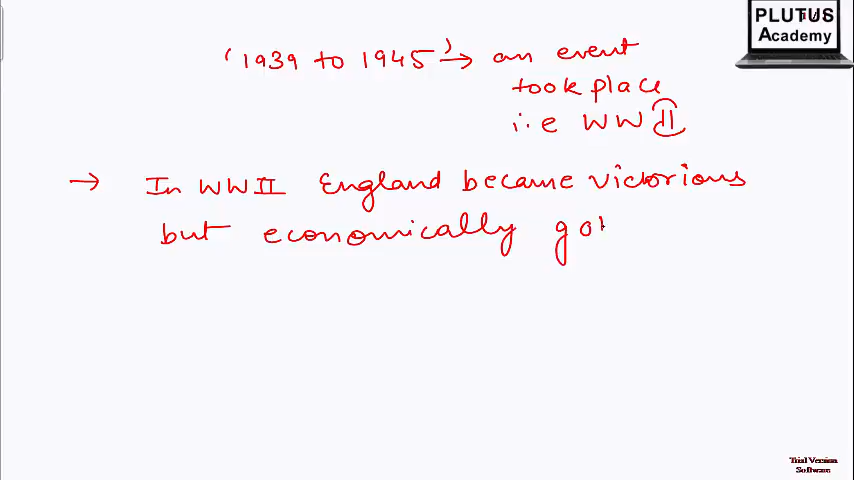 PLUTUS
Academy
'1939 to 1945' → an event
took place
i.e WW II
→ In WW II England became victorious
but economically got
Trial Version
Software